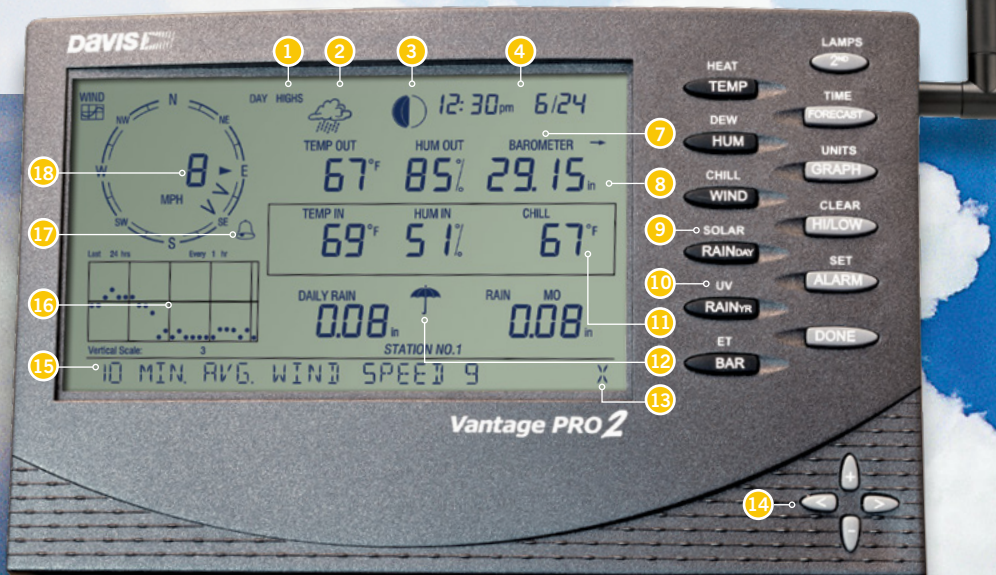 DAVIS
1 2 3 4
WIND
N
NW NE
W E
SW SE
S
8
MPH
18
17
DAY HIGHS
12:30pm 6/24
7
TEMP OUT HUM OUT BAROMETER →
67°F 85% 29.15in
8
TEMP IN HUM IN CHILL
69°F 51% 67°F
Last 24 hrs Every 1 hr
16
DAILY RAIN RAIN MO
0.08in 0.08in
11
12
Vertical Scale: 3
STATION NO.1
15
10 MIN. AVG. WIND SPEED 9 X
13
Vantage PRO2
HEAT
TEMP
DEW
HUM
CHILL
WIND
9
SOLAR
RAINDAY
10
UV
RAINYR
ET
BAR
LAMPS
2ND
TIME
FORECAST
UNITS
GRAPH
CLEAR
HI/LOW
SET
ALARM
DONE
14
+
< >
−